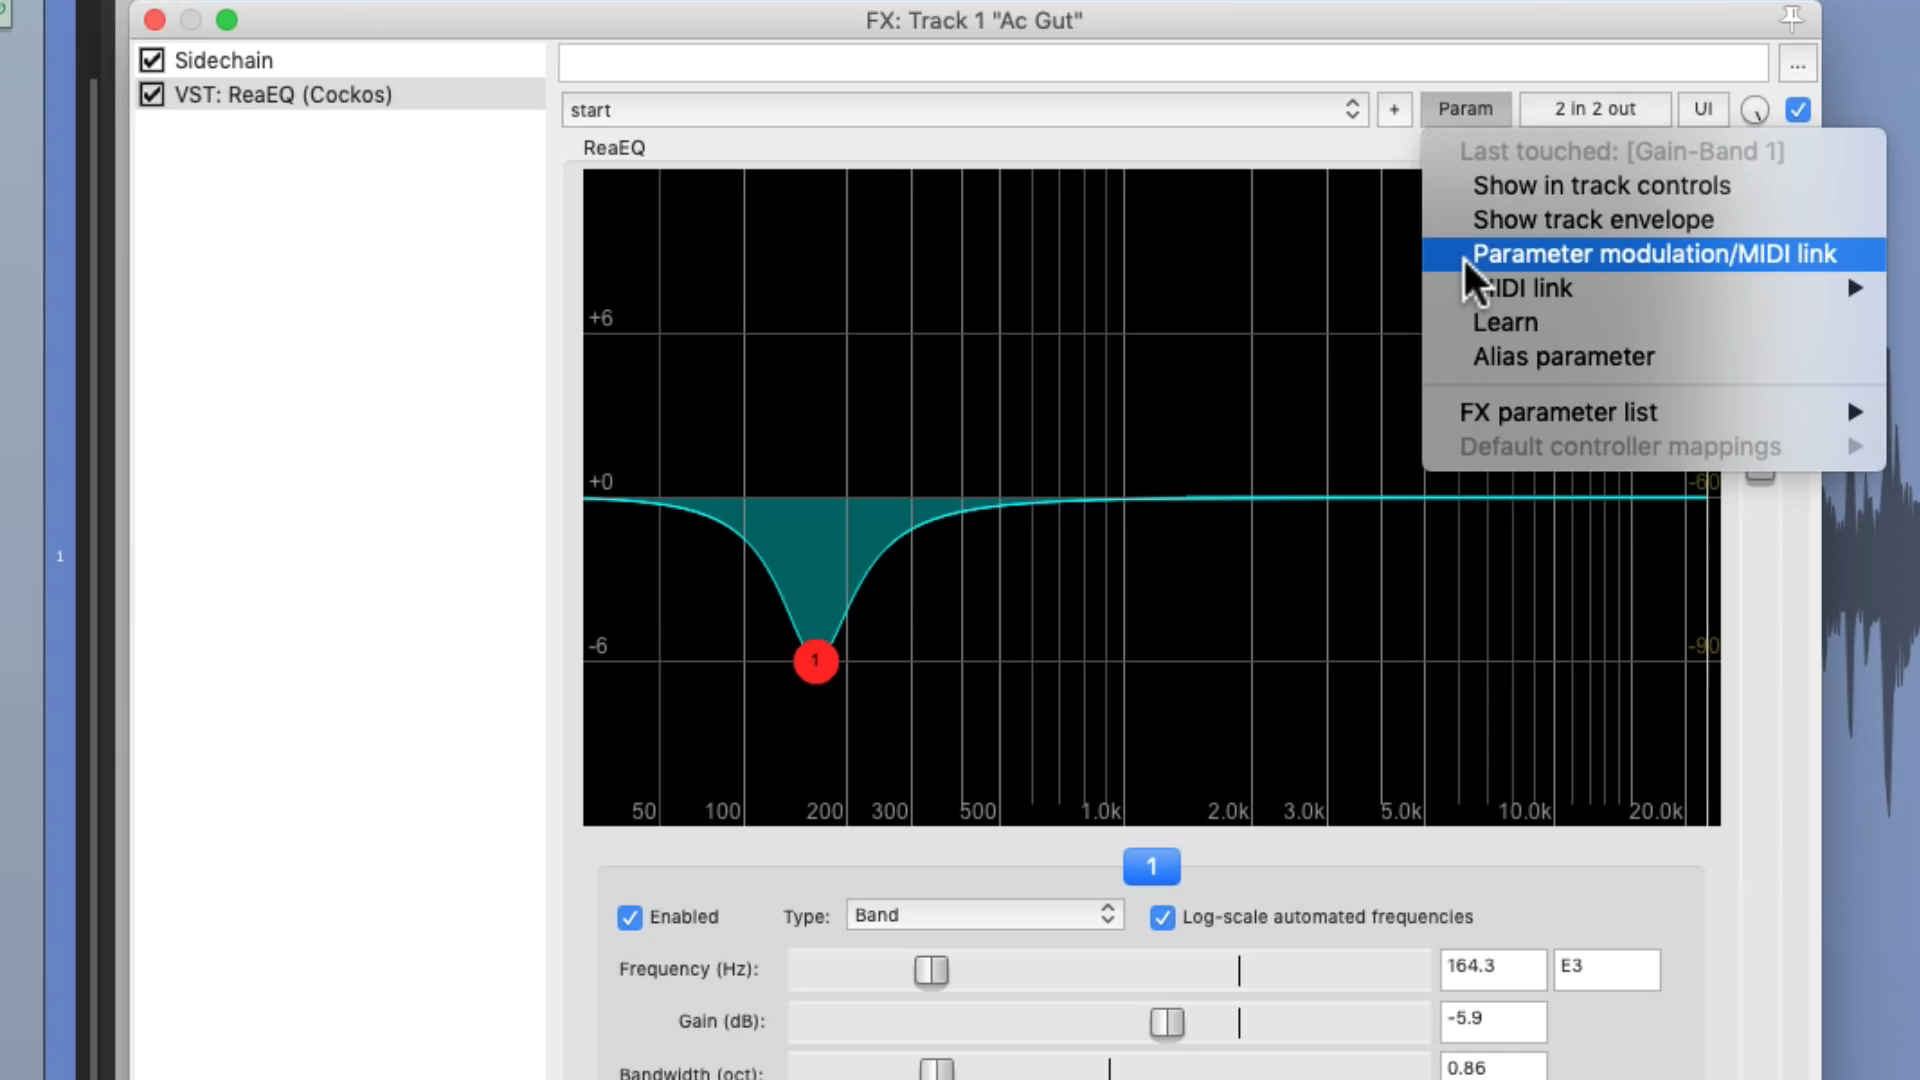 FX: Track 1 "Ac Gut"
Sidechain
VST: ReaEQ (Cockos)
...
start
+
Param
2 in 2 out
UI
ReaEQ
Last touched: [Gain-Band 1]
Show in track controls
Show track envelope
Parameter modulation/MIDI link
IDI link
Learn
Alias parameter
FX parameter list
Default controller mappings
+6
+0
-60
-6
-90
1
1
50 100 200 300 500 1.0k 2.0k 3.0k 5.0k 10.0k 20.0k
1
Enabled
Type:
Band
Log-scale automated frequencies
Frequency (Hz):
164.3
E3
Gain (dB):
-5.9
Bandwidth (oct):
0.86